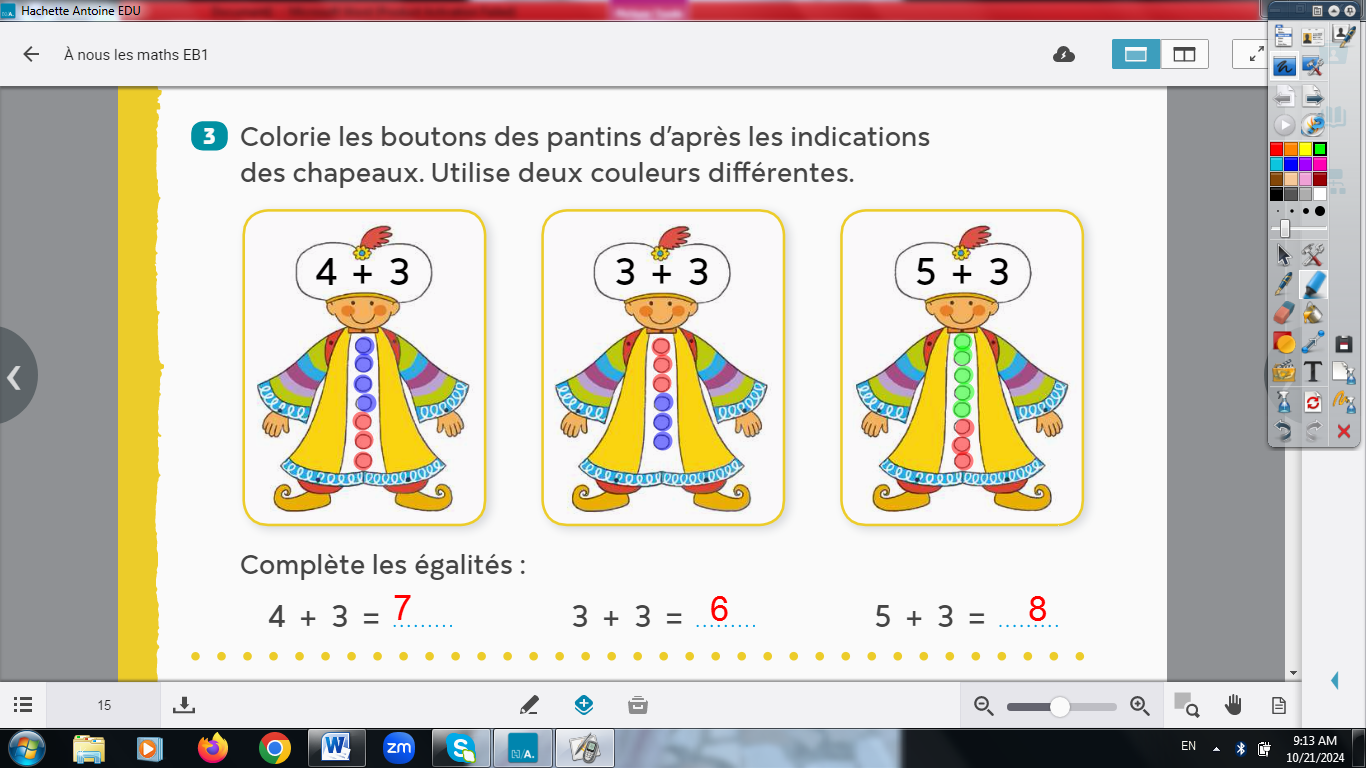 Hachette Antoine EDU
À nous les maths EB1
3 Colorie les boutons des pantins d'après les indications
des chapeaux. Utilise deux couleurs différentes.
4 + 3
3 + 3
5 + 3
Complète les égalités :
4 + 3 = 7
3 + 3 = 6
5 + 3 = 8
15
EN
9:13 AM
10/21/2024